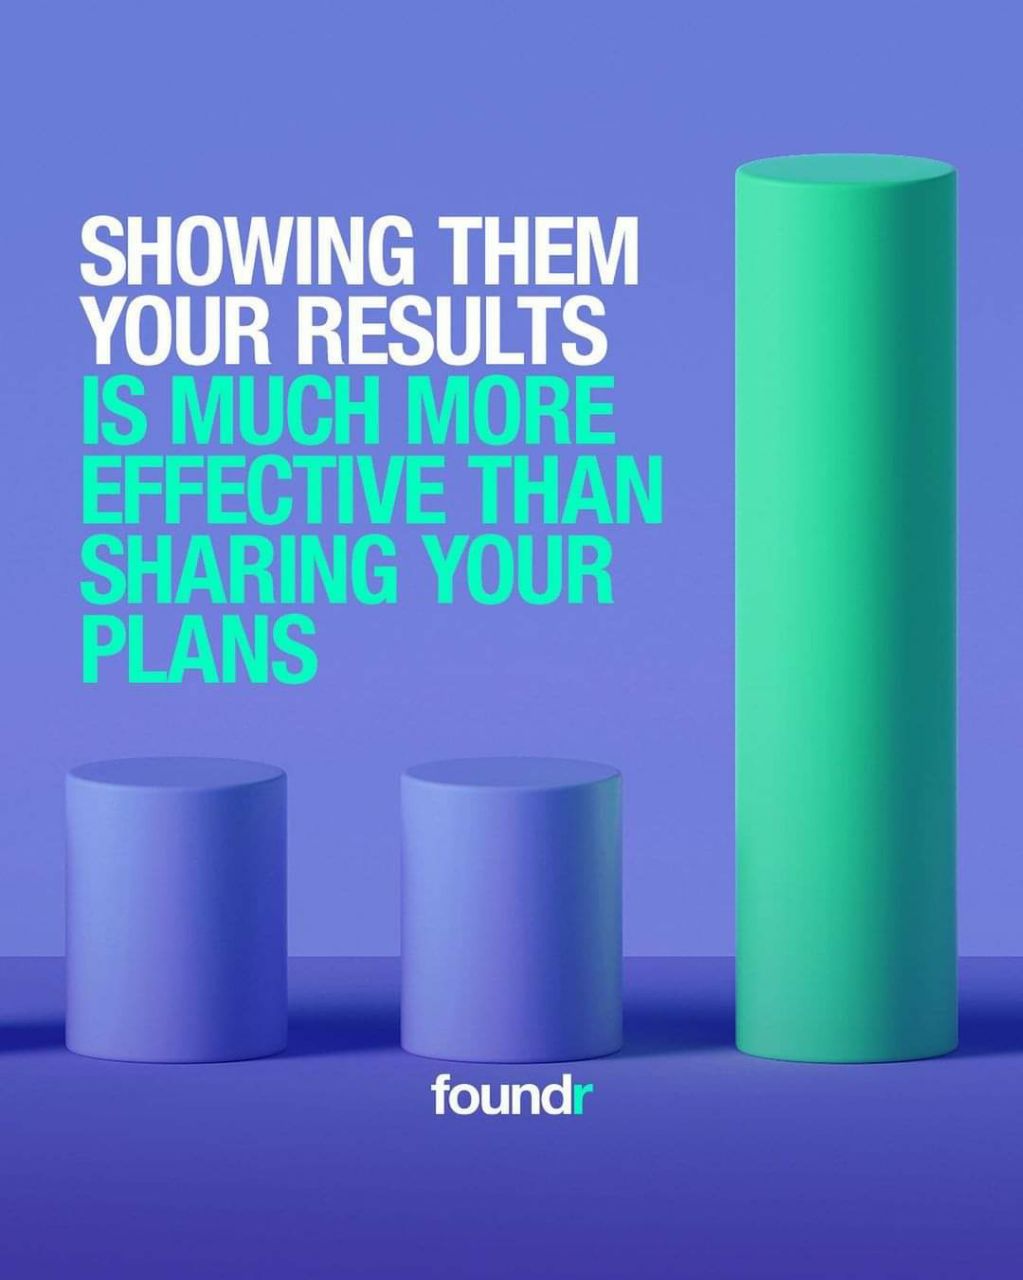 SHOWING THEM
YOUR RESULTS
IS MUCH MORE
EFFECTIVE THAN
SHARING YOUR
PLANS
foundr